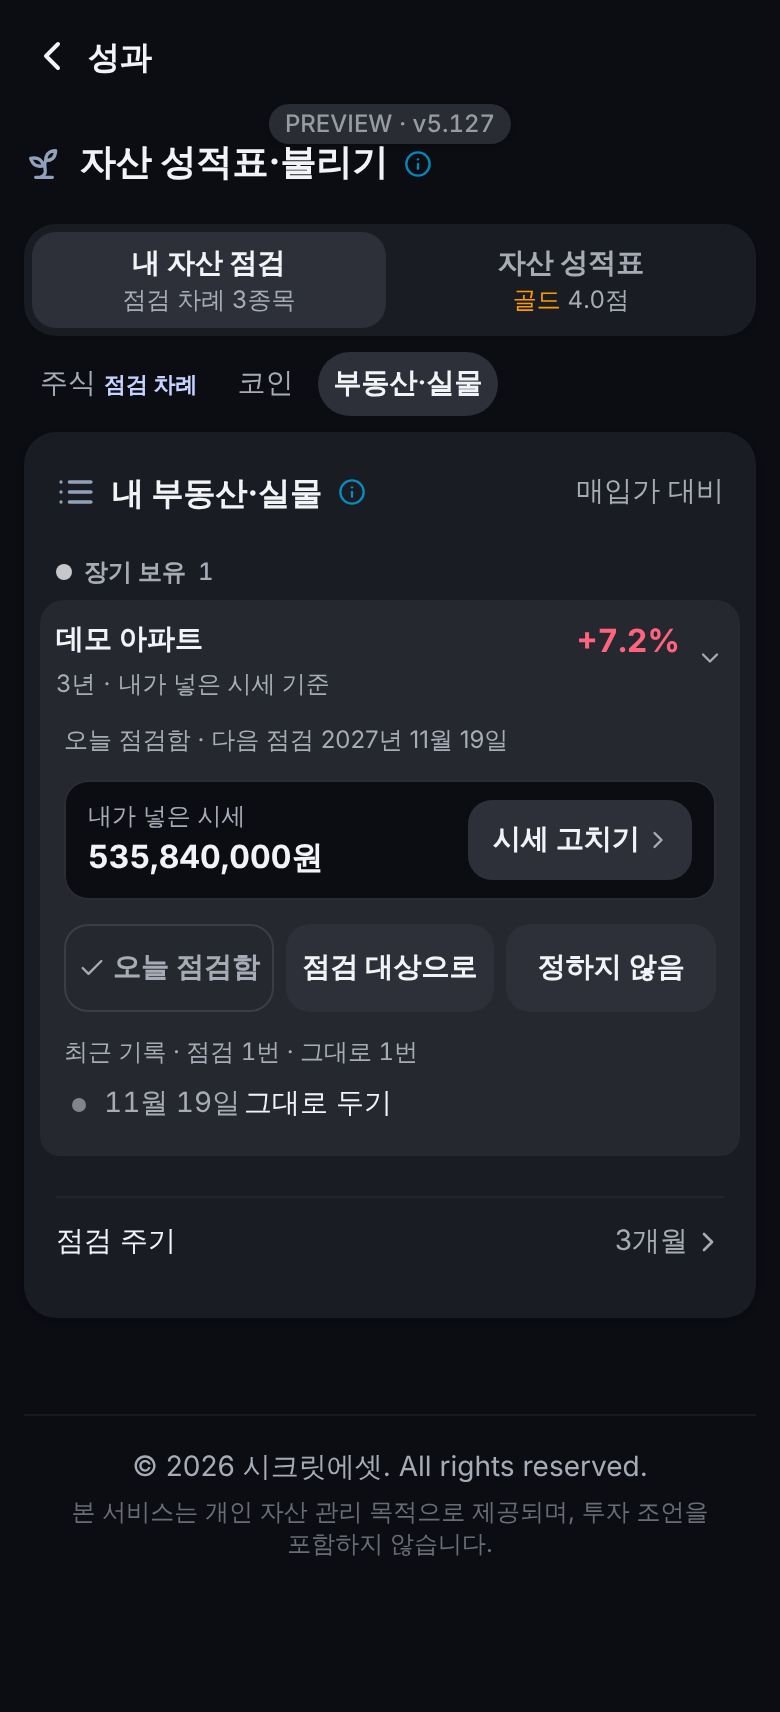 성과
PREVIEW · v5.127
자산 성적표·불리기
내 자산 점검
점검 차례 3종목
자산 성적표
골드 4.0점
주식 점검 차례 코인 부동산·실물
내 부동산·실물 매입가 대비
장기 보유 1
데모 아파트 +7.2%
3년 · 내가 넣은 시세 기준
오늘 점검함 · 다음 점검 2027년 11월 19일
내가 넣은 시세
535,840,000원
시세 고치기
오늘 점검함 점검 대상으로 정하지 않음
최근 기록 · 점검 1번 · 그대로 1번
11월 19일 그대로 두기
점검 주기 3개월
© 2026 시크릿에셋. All rights reserved.
본 서비스는 개인 자산 관리 목적으로 제공되며, 투자 조언을
포함하지 않습니다.